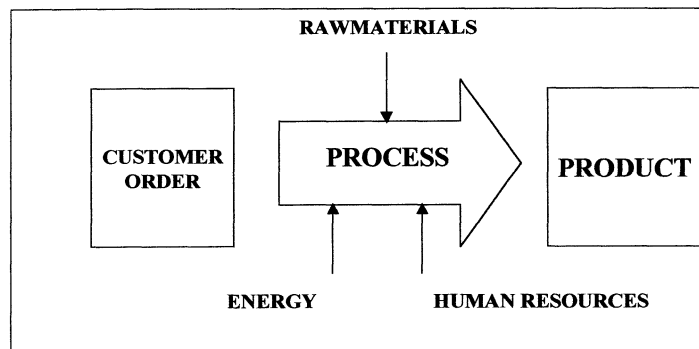 RAWMATERIALS
CUSTOMER
ORDER
PROCESS
PRODUCT
ENERGY
HUMAN RESOURCES